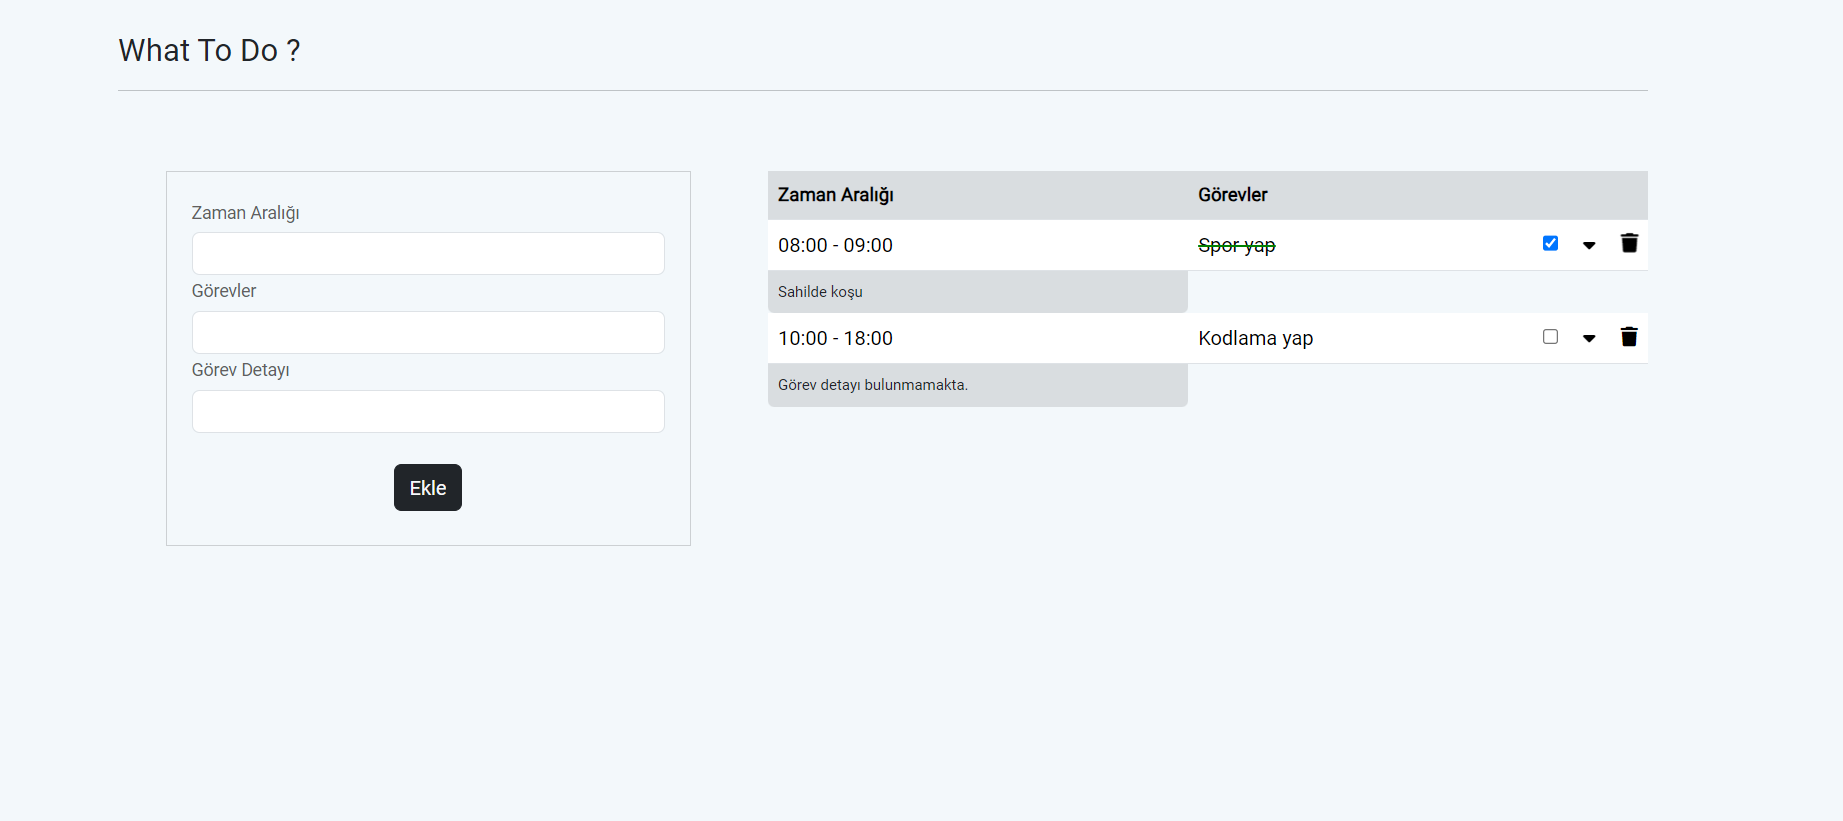 What To Do ?
Zaman Aralığı
Görevler
Görev Detayı
Ekle
Zaman Aralığı Görevler
08:00 - 09:00 Spor yap
Sahilde koşu
10:00 - 18:00 Kodlama yap
Görev detayı bulunmamakta.